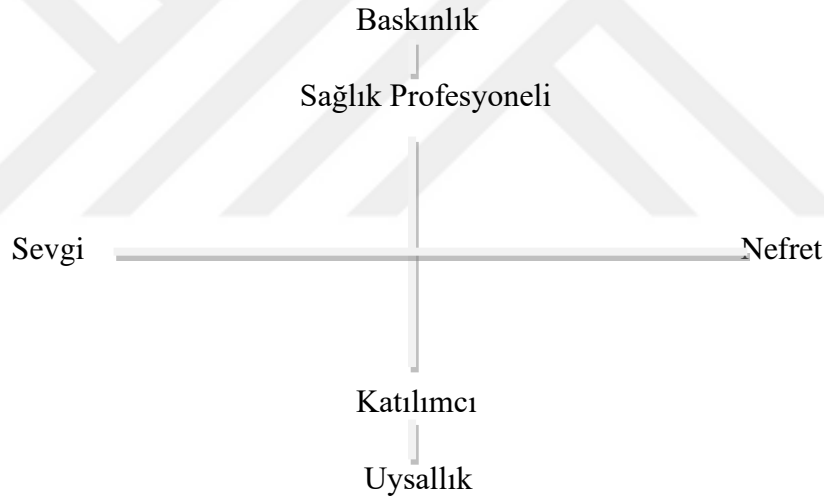 Baskınlık
Sağlık Profesyoneli
Sevgi
Nefret
Katılımcı
Uysallık